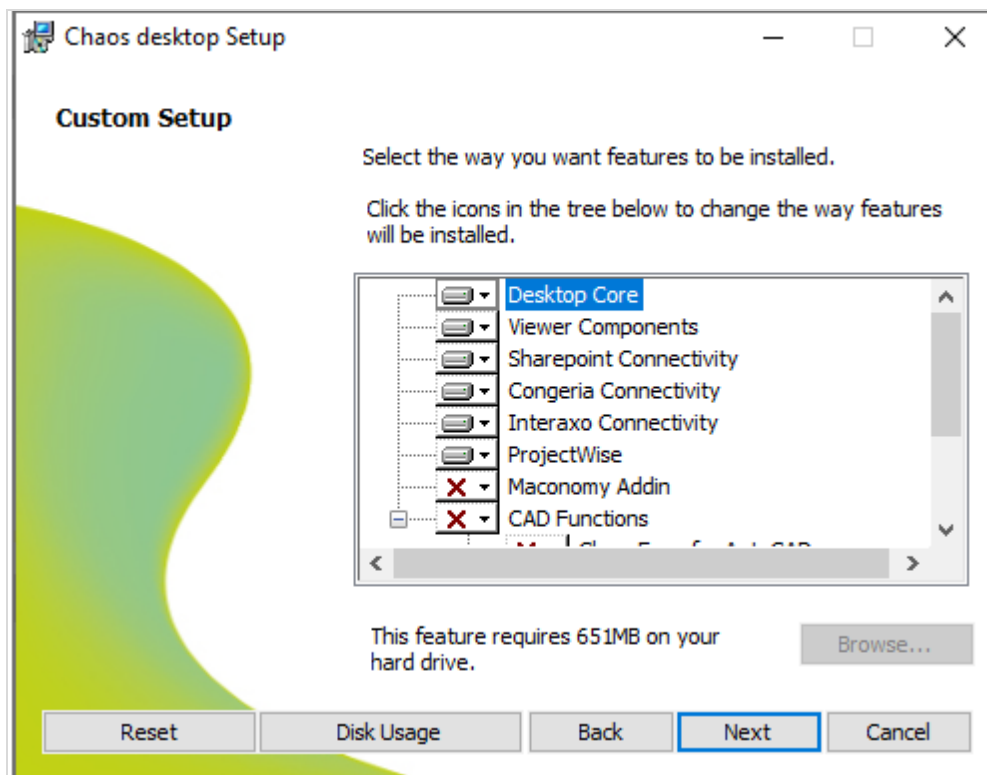 Chaos desktop Setup
Custom Setup
Select the way you want features to be installed.
Click the icons in the tree below to change the way features
will be installed.
Desktop Core
Viewer Components
Sharepoint Connectivity
Congeria Connectivity
Interaxo Connectivity
ProjectWise
Maconomy Addin
CAD Functions
This feature requires 651MB on your
hard drive.
Browse...
Reset
Disk Usage
Back
Next
Cancel